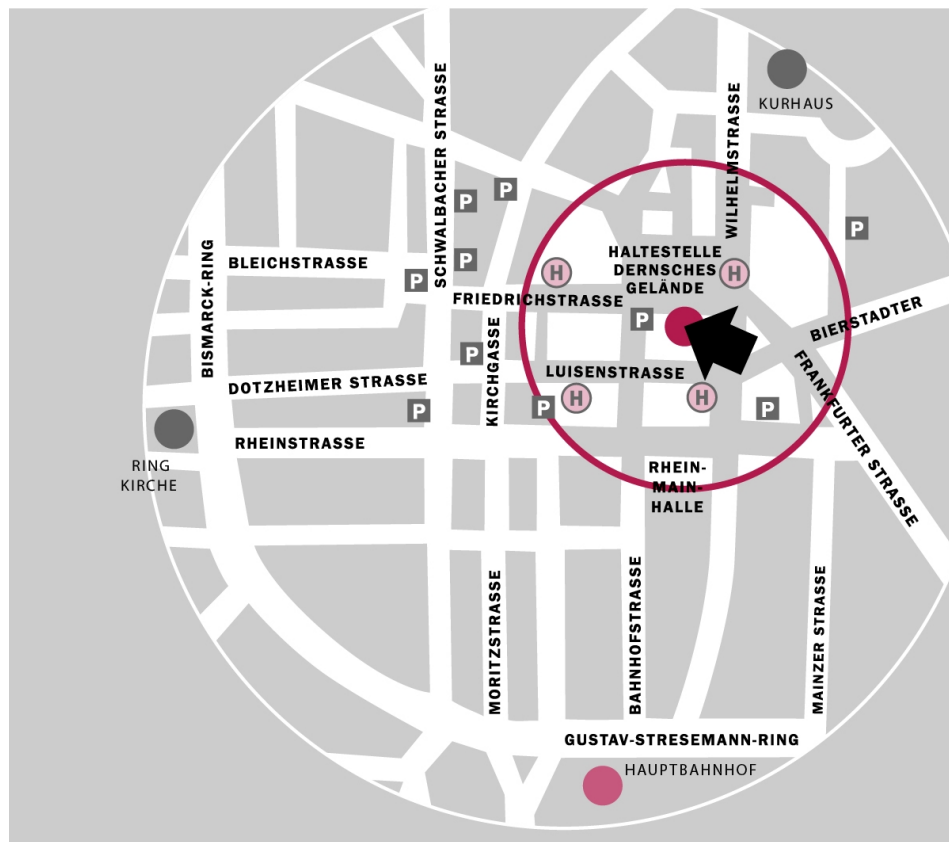 KURHAUS
SCHWALBACHER STRASSE
WILHELMSTRASSE
P
P
P
HALTESTELLE
DERNSCHES
GELÄNDE
BLEICHSTRASSE
P
H
H
P
BISMARCK-RING
FRIEDRICHSTRASSE
P
BIERSTADTER
KIRCHGASSE
P
LUISENSTRASSE
FRANKFURTER STRASSE
DOTZHEIMER STRASSE
H
H
P
P
P
RHEINSTRASSE
RING
KIRCHE
RHEIN-
MAIN-
HALLE
MORITZSTRASSE
BAHNHOFSTRASSE
MAINZER STRASSE
GUSTAV-STRESEMANN-RING
HAUPTBAHNHOF
P